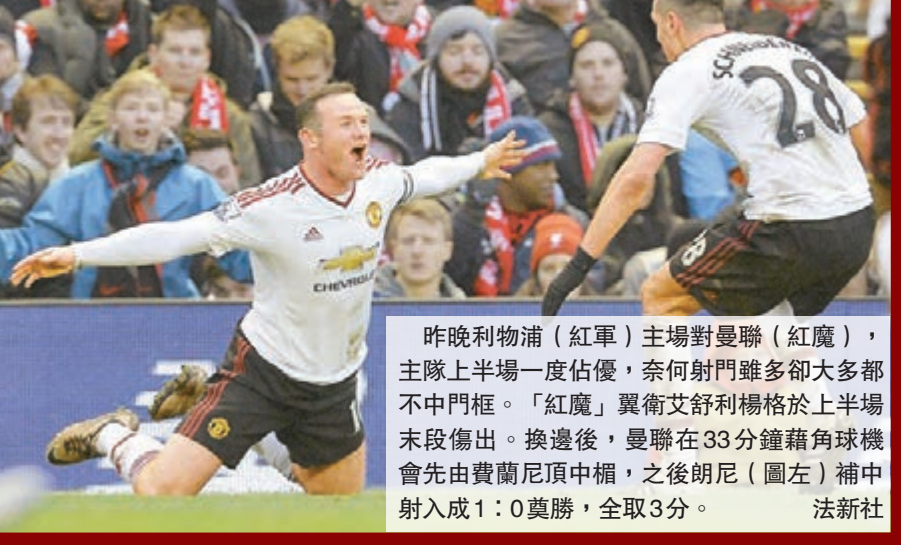 SCHNEIDERLIN
28
CHEVROLET
28
昨晚利物浦（紅軍）主場對曼聯（紅魔），
主隊上半場一度佔優，奈何射門雖多卻大多都
不中門框。「紅魔」翼衛艾舒利楊格於上半場
末段傷出。換邊後，曼聯在33分鐘藉角球機
會先由費蘭尼頂中楣，之後朗尼（圖左）補中
射入成1：0奠勝，全取3分。　法新社